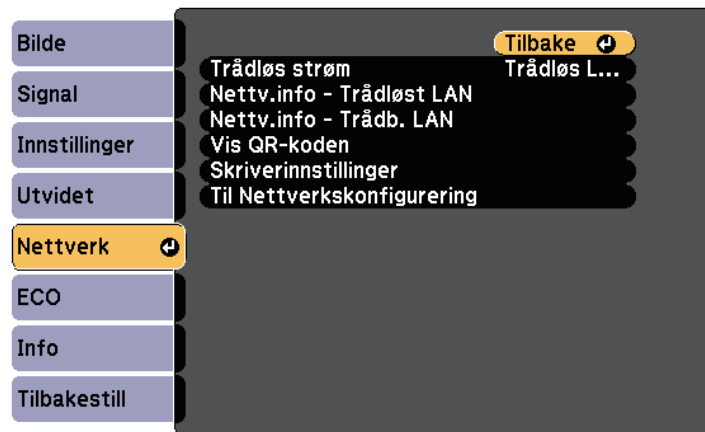 Bilde
Signal
Innstillinger
Utvidet
Nettverk
ECO
Info
Tilbakestill
Tilbake
Trådløs strøm Trådløs L...
Nettv.info - Trådløst LAN
Nettv.info - Trådb. LAN
Vis QR-koden
Skriverinnstillinger
Til Nettverkskonfigurering